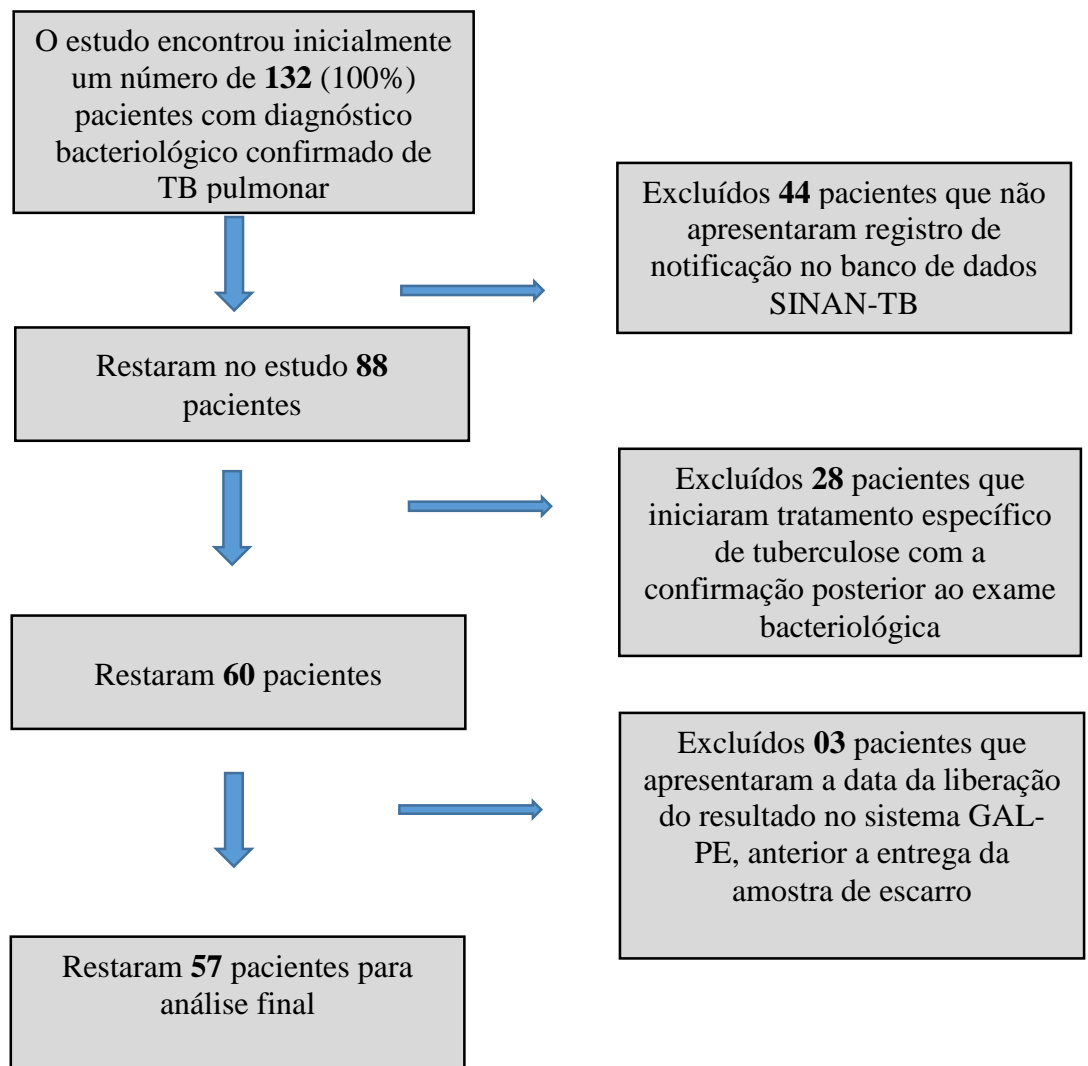 O estudo encontrou inicialmente
um número de 132 (100%)
pacientes com diagnóstico
bacteriológico confirmado de
TB pulmonar
Excluídos 44 pacientes que não
apresentaram registro de
notificação no banco de dados
SINAN-TB
Restaram no estudo 88
pacientes
Excluídos 28 pacientes que
iniciaram tratamento específico
de tuberculose com a
confirmação posterior ao exame
bacteriológica
Restaram 60 pacientes
Excluídos 03 pacientes que
apresentaram a data da liberação
do resultado no sistema GAL-
PE, anterior a entrega da
amostra de escarro
Restaram 57 pacientes para
análise final